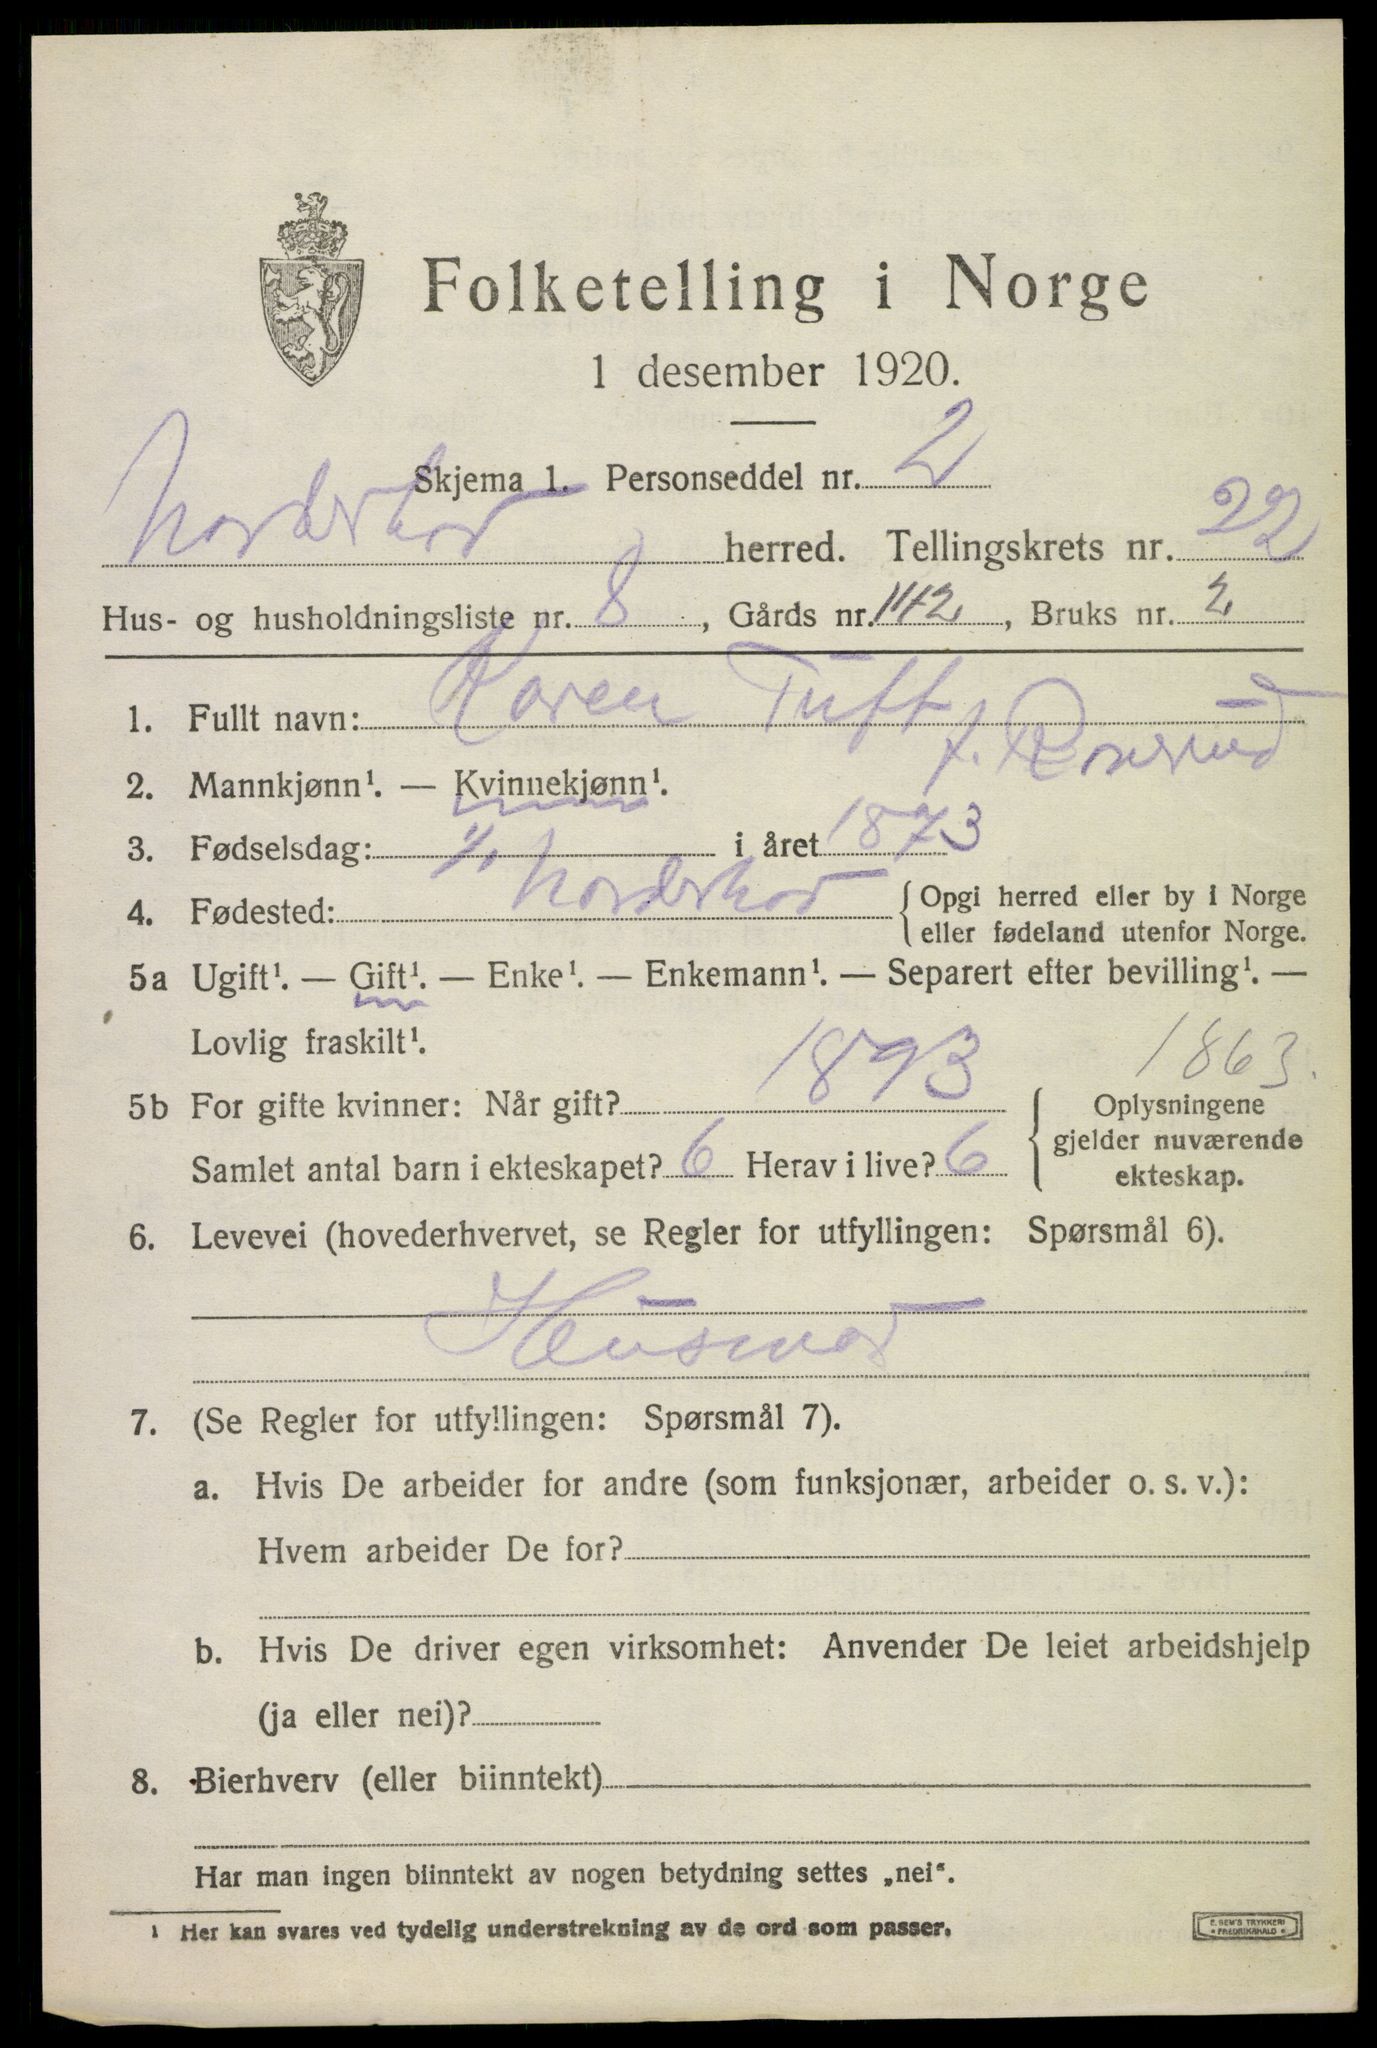 Folketelling i Norge
1 desember 1920.
Skjema 1. Personseddel nr. 2
Norderhov herred. Tellingskrets nr. 22
Hus- og husholdningsliste nr. 8, Gårds nr. 142, Bruks nr. 2
1. Fullt navn: Karen Tuft
f. Roserud
2. Mannkjønn¹. — Kvinnekjønn¹.
3. Fødselsdag: 1/1 i året 1873
4. Fødested: Norderhov { Opgi herred eller by i Norge
eller fødeland utenfor Norge.
5a Ugift¹. — Gift¹. — Enke¹. — Enkemann¹. — Separert efter bevilling¹. —
Lovlig fraskilt¹.
1863.
5b For gifte kvinner: Når gift? 1893 { Oplysningene
gjelder nuværende
Samlet antal barn i ekteskapet? 6 Herav i live? 6
ekteskap.
6. Levevei (hovederhvervet, se Regler for utfyllingen: Spørsmål 6).
Husmor
7. (Se Regler for utfyllingen: Spørsmål 7).
a. Hvis De arbeider for andre (som funksjonær, arbeider o. s. v.):
Hvem arbeider De for?
b. Hvis De driver egen virksomhet: Anvender De leiet arbeidshjelp
(ja eller nei)?
8. Bierhverv (eller biinntekt)
Har man ingen biinntekt av nogen betydning settes „nei“.
¹ Her kan svares ved tydelig understrekning av de ord som passer.
E. SEM'S TRYKKERI
FREDRIKSHALD